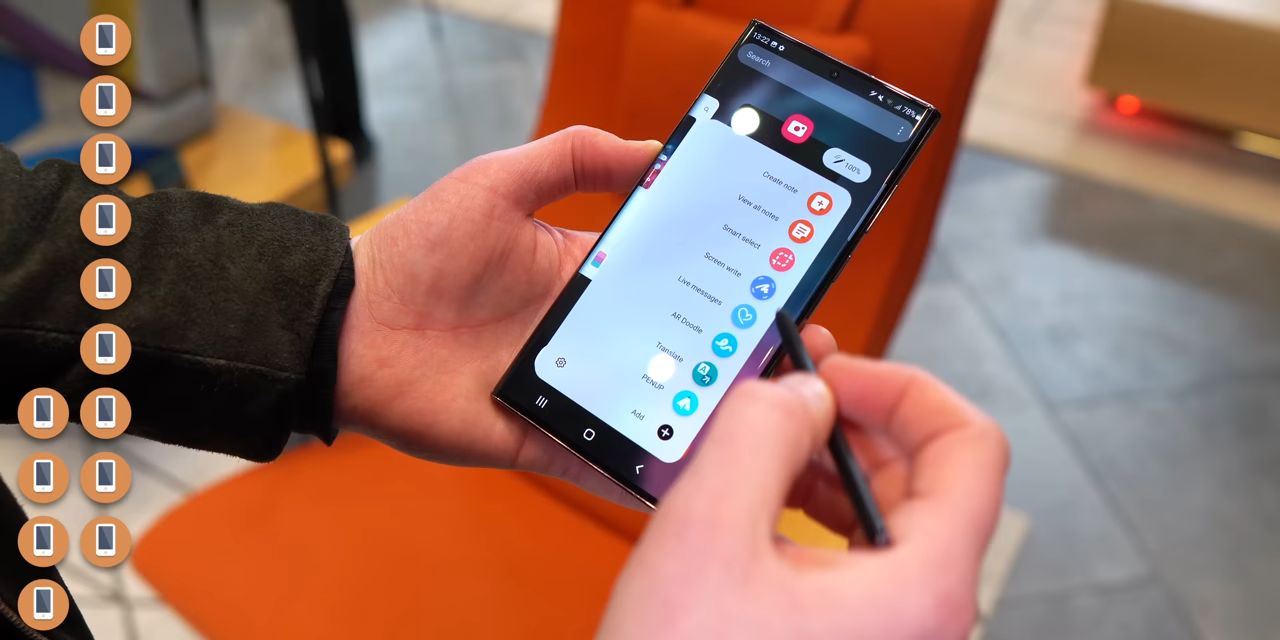 13:22
78%
Search
100%
Create note
View all notes
Smart select
Screen write
Live messages
AR Doodle
Translate
PENUP
Add